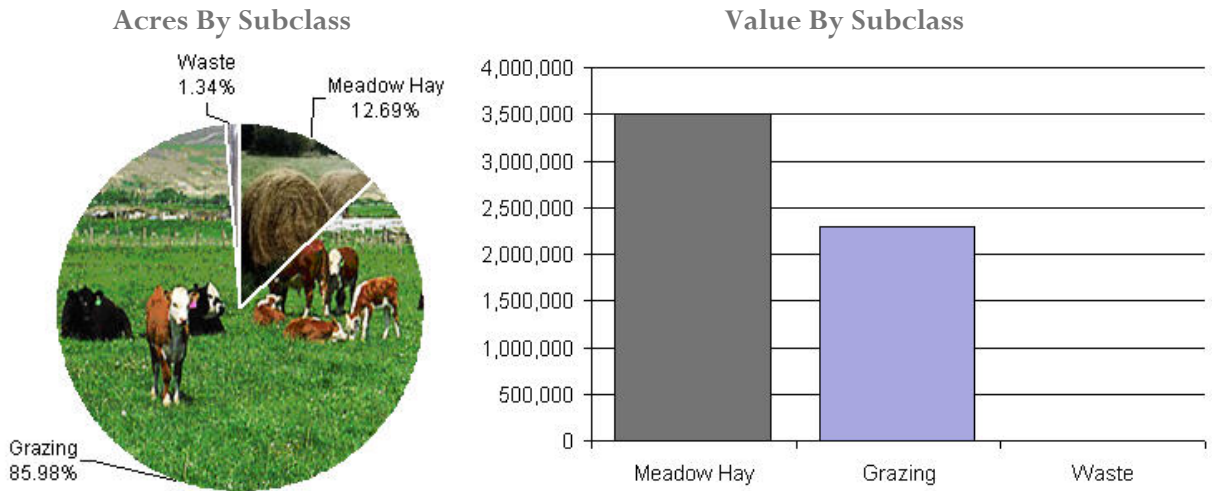 Acres By Subclass
Waste
1.34%
Meadow Hay
12.69%
Grazing
85.98%
Value By Subclass
4,000,000
3,500,000
3,000,000
2,500,000
2,000,000
1,500,000
1,000,000
500,000
0
Meadow Hay
Grazing
Waste